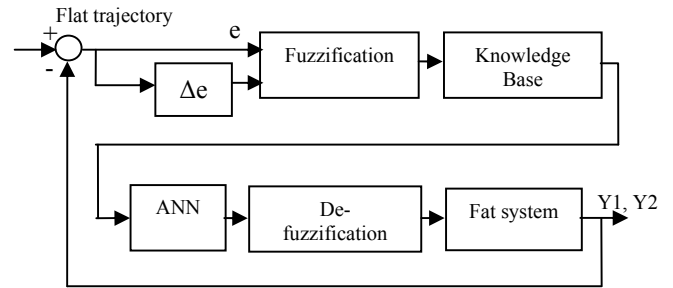 Flat trajectory
+
-
e
Δe
Fuzzification
Knowledge
Base
ANN
De-
fuzzification
Fat system
Y1, Y2